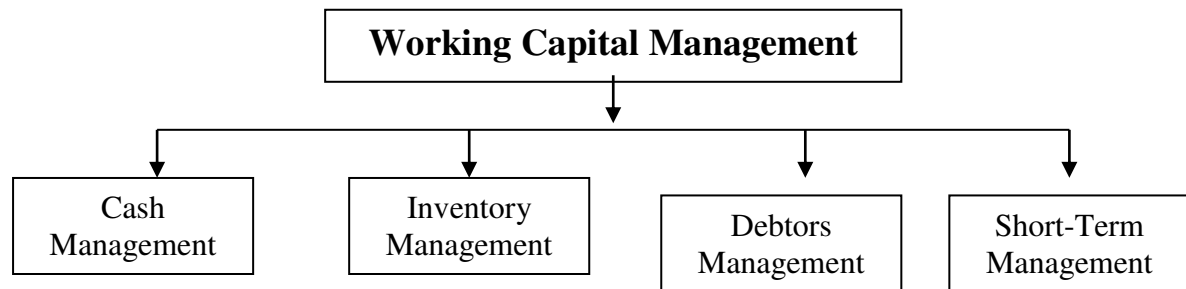 Working Capital Management
Cash
Management
Inventory
Management
Debtors
Management
Short-Term
Management